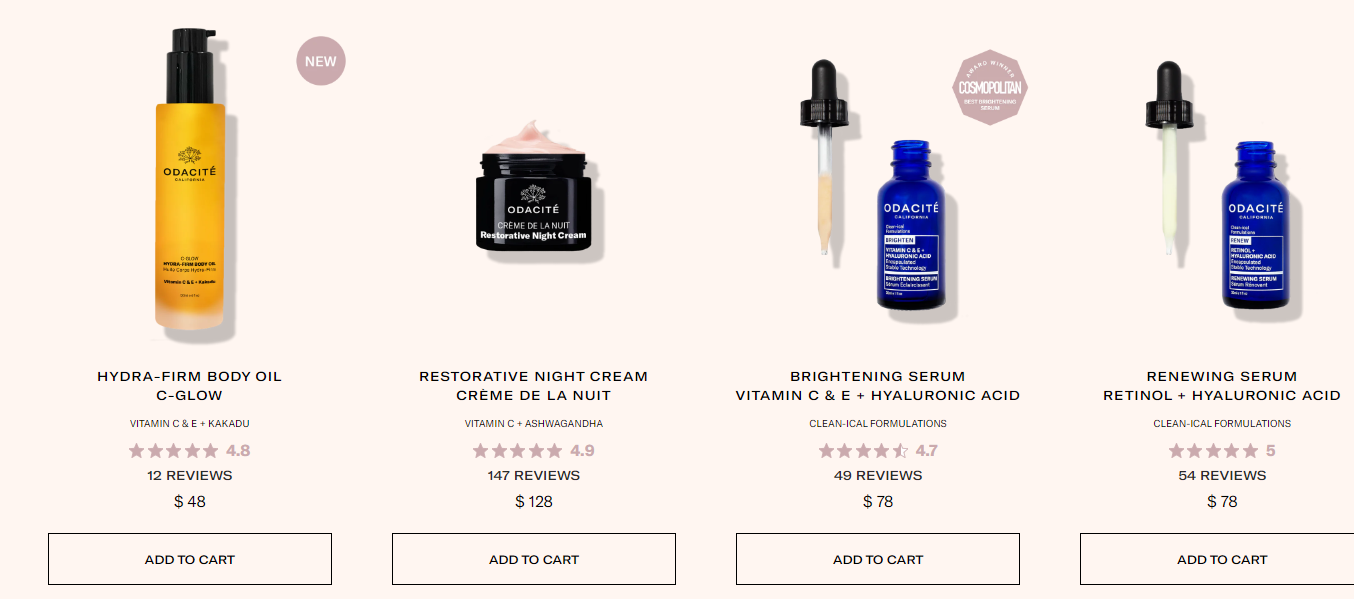 NEW
ODACITÉ
CALIFORNIA
C-GLOW
HYDRA-FIRM BODY OIL
Vitamin C & E + Kakadu
HYDRA-FIRM BODY OIL
C-GLOW
VITAMIN C & E + KAKADU
4.8
12 REVIEWS
$ 48
ADD TO CART
ODACITÉ
CRÈME DE LA NUIT
Restorative Night Cream
RESTORATIVE NIGHT CREAM
CRÈME DE LA NUIT
VITAMIN C + ASHWAGANDHA
4.9
147 REVIEWS
$ 128
ADD TO CART
AWARD WINNER
COSMOPOLITAN
BEST BRIGHTENING
SERUM
ODACITÉ
CALIFORNIA
Clean-ical
Formulations
BRIGHTEN
VITAMIN C & E +
HYALURONIC ACID
Encapsulated
Stable Technology
BRIGHTENING SERUM
Sérum Éclaircissant
BRIGHTENING SERUM
VITAMIN C & E + HYALURONIC ACID
CLEAN-ICAL FORMULATIONS
4.7
49 REVIEWS
$ 78
ADD TO CART
ODACITÉ
CALIFORNIA
Clean-ical
Formulations
RENEW
RETINOL +
HYALURONIC ACID
Encapsulated
Stable Technology
RENEWING SERUM
Sérum Rénovant
RENEWING SERUM
RETINOL + HYALURONIC ACID
CLEAN-ICAL FORMULATIONS
5
54 REVIEWS
$ 78
ADD TO CART